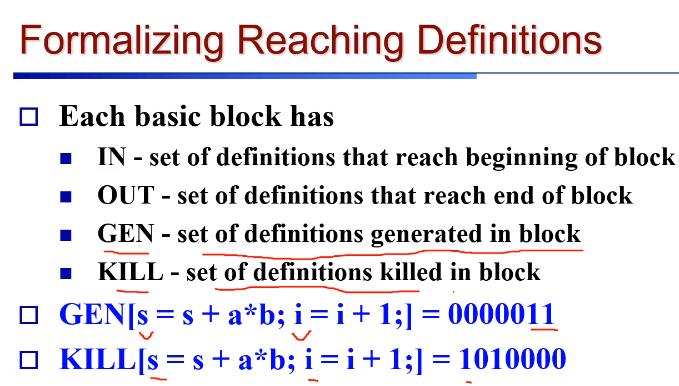 Formalizing Reaching Definitions
Each basic block has
IN - set of definitions that reach beginning of block
OUT - set of definitions that reach end of block
GEN - set of definitions generated in block
KILL - set of definitions killed in block
GEN[s = s + a*b; i = i + 1;] = 0000011
KILL[s = s + a*b; i = i + 1;] = 1010000